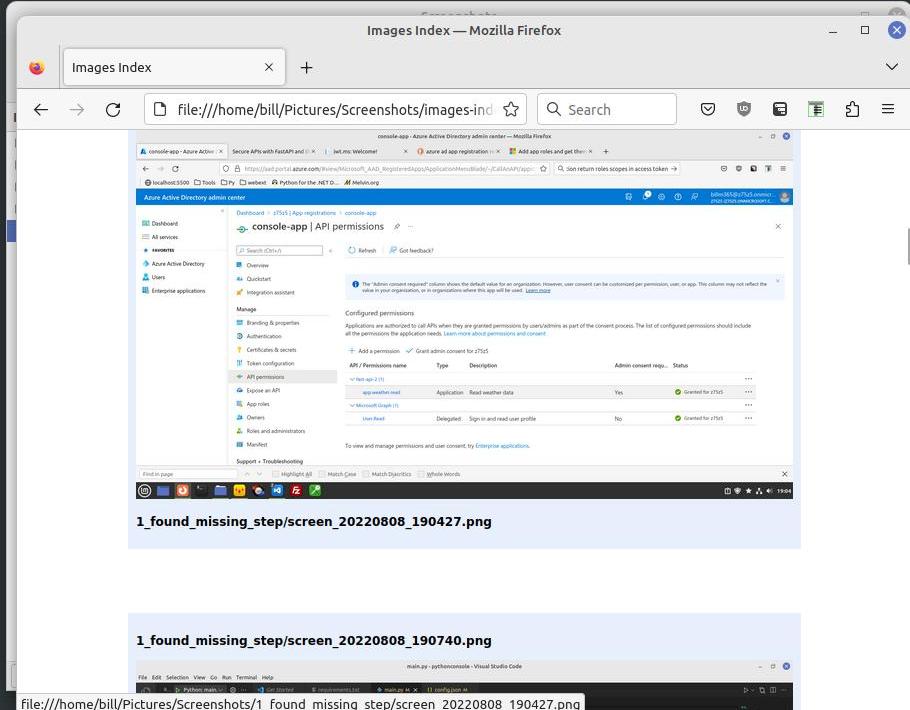 Images Index — Mozilla Firefox
Images Index
file:///home/bill/Pictures/Screenshots/images-ind
Search
console-app - Azure Active Directory admin center — Mozilla Firefox
console-app - Azure Active
Secure APIs with FastAPI and
jwt.ms: Welcome!
azure ad app registration
Add app roles and get them
https://aad.portal.azure.com/#view/Microsoft_AAD_RegisteredApps/ApplicationMenuBlade/~/CallAnAPI/app
ion return roles scopes in access token
localhost:5500 Tools Py webext Python for the .NET D... Melvin.org
Azure Active Directory admin center
Dashboard > z75z5 | App registrations > console-app
console-app | API permissions
Dashboard
All services
FAVORITES
Azure Active Directory
Users
Enterprise applications
Search (Ctrl+/)
Overview
Quickstart
Integration assistant
Manage
Branding & properties
Authentication
Certificates & secrets
Token configuration
API permissions
Expose an API
App roles
Owners
Roles and administrators
Manifest
Support + Troubleshooting
Refresh Got feedback?
The "Admin consent required" column shows the default value for an organization. However, user consent can be customized per permission, user, or app. This column may not reflect the
value in your organization, or in organizations where this app will be used. Learn more
Configured permissions
Applications are authorized to call APIs when they are granted permissions by users/admins as part of the consent process. The list of configured permissions should include
all the permissions the application needs. Learn more about permissions and consent
Add a permission Grant admin consent for z75z5
API / Permissions name Type Description Admin consent requ... Status
app.weather.read Application Read weather data Yes Granted for z75z5
Microsoft Graph (1)
User.Read Delegated Sign in and read user profile No Granted for z75z5
To view and manage permissions and user consent, try Enterprise applications.
Find in page Highlight All Match Case Match Diacritics Whole Words
19:04
1_found_missing_step/screen_20220808_190427.png
1_found_missing_step/screen_20220808_190740.png
main.py - pythonconsole - Visual Studio Code
File Edit Selection View Go Run Terminal Help
Python: main. Get Started requirements.txt main.py M config.json M
file:///home/bill/Pictures/Screenshots/1_found_missing_step/screen_20220808_190427.png